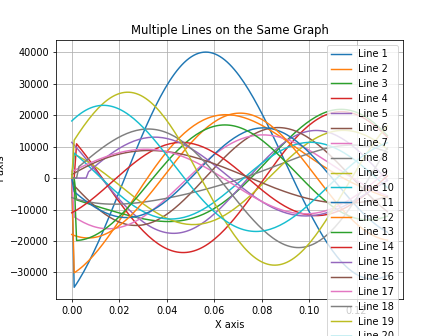 Multiple Lines on the Same Graph
40000
30000
20000
10000
0
−10000
−20000
−30000
0.00 0.02 0.04 0.06 0.08 0.10
X axis
axis
Line 1
Line 2
Line 3
Line 4
Line 5
Line 6
Line 7
Line 8
Line 9
Line 10
Line 11
Line 12
Line 13
Line 14
Line 15
Line 16
Line 17
Line 18
Line 19
Line 20